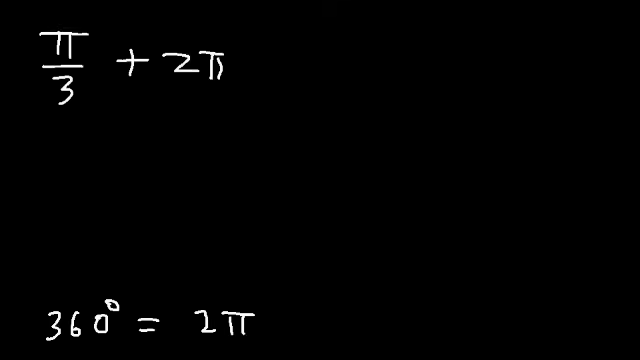 π/3 + 2π
360° = 2π